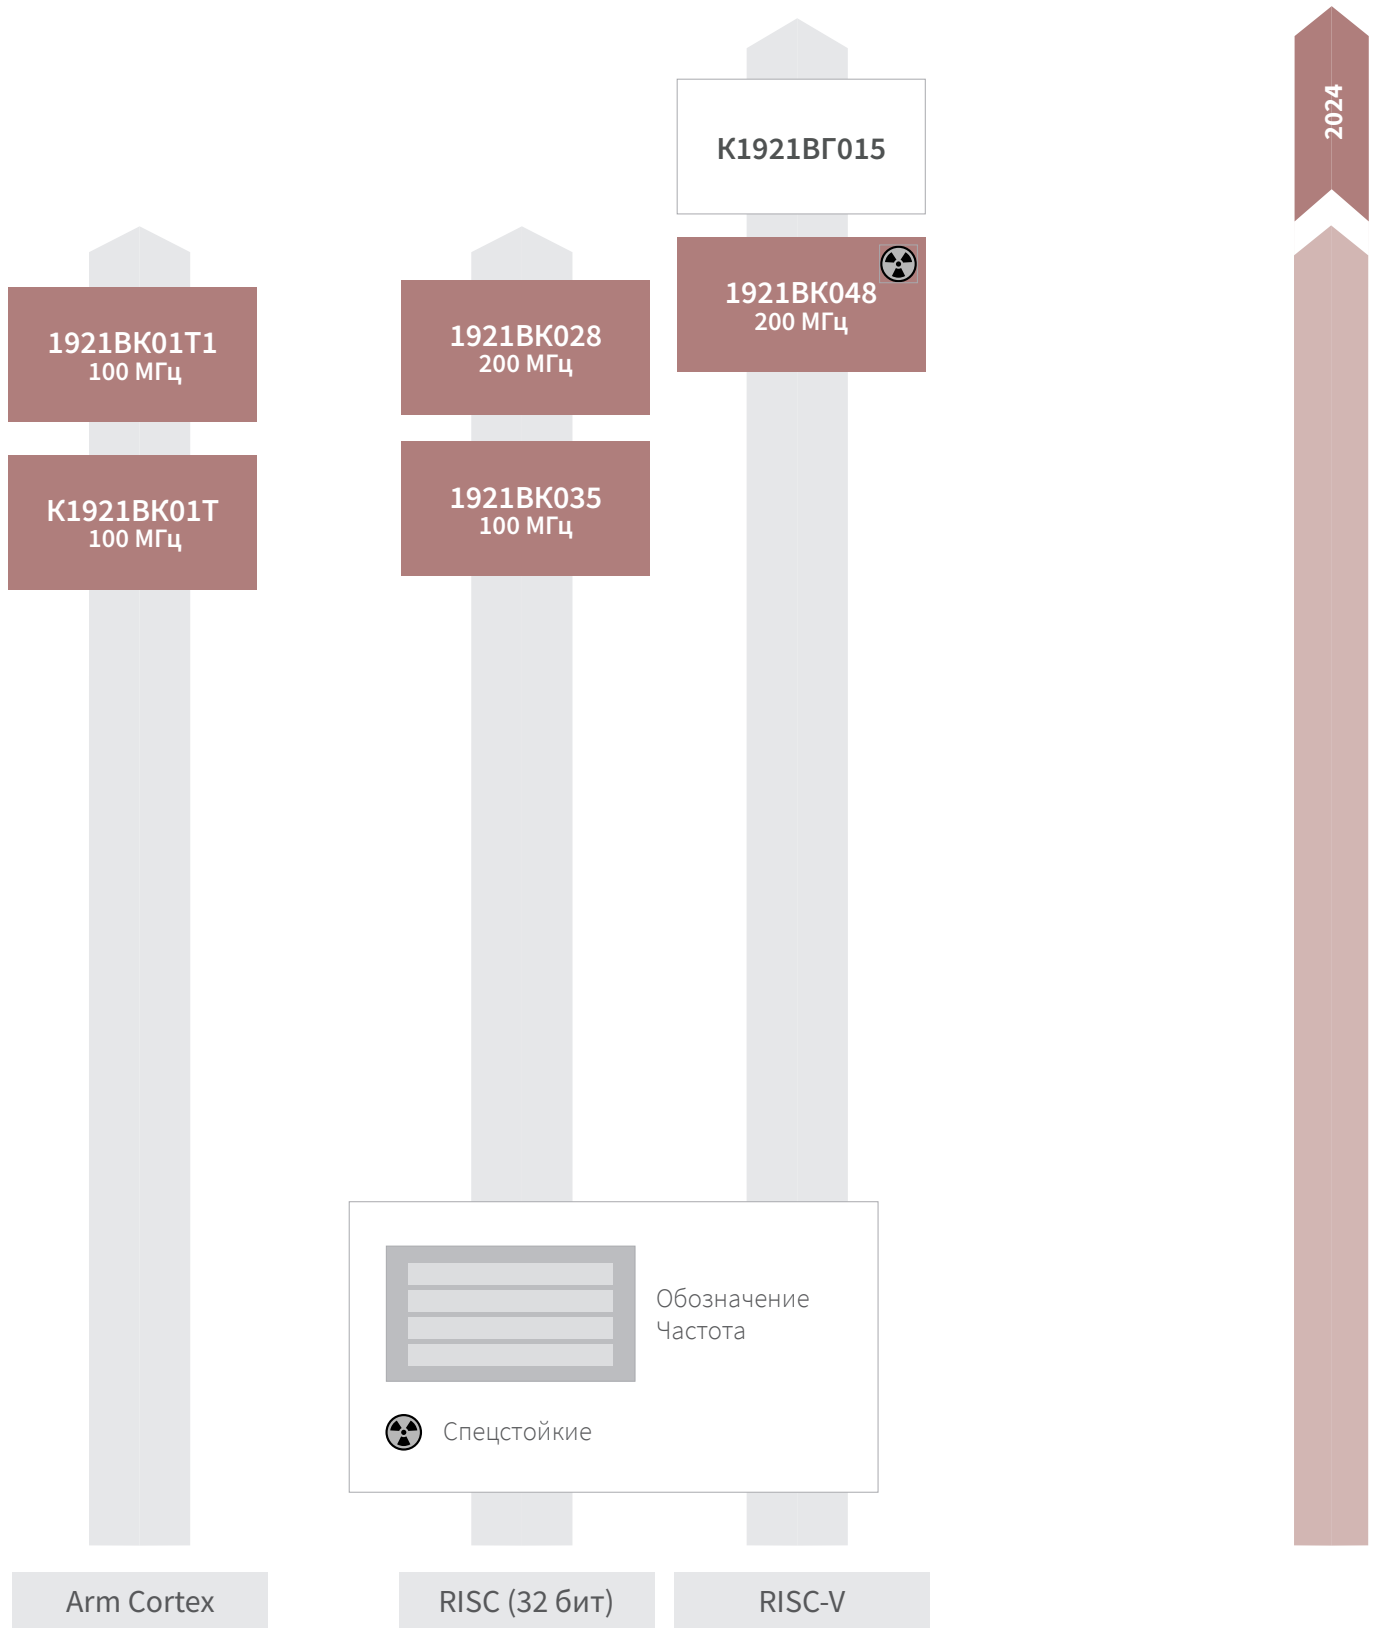 2024
К1921ВГ015
1921ВК048
200 МГц
1921ВК01Т1
100 МГц
1921ВК028
200 МГц
К1921ВК01Т
100 МГц
1921ВК035
100 МГц
Обозначение
Частота
Спецстойкие
Arm Cortex
RISC (32 бит)
RISC-V